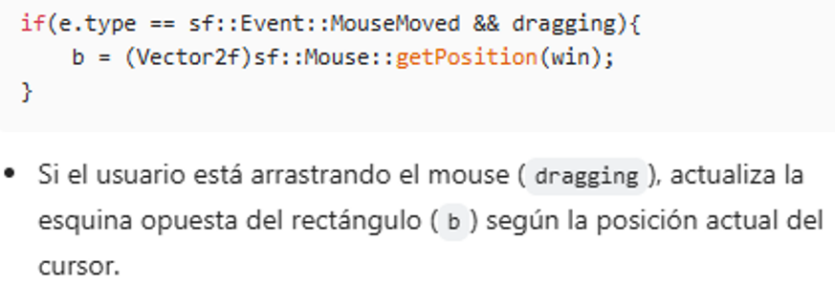 if(e.type == sf::Event::MouseMoved && dragging){
    b = (Vector2f)sf::Mouse::getPosition(win);
}
• Si el usuario está arrastrando el mouse ( dragging ), actualiza la
esquina opuesta del rectángulo ( b ) según la posición actual del
cursor.